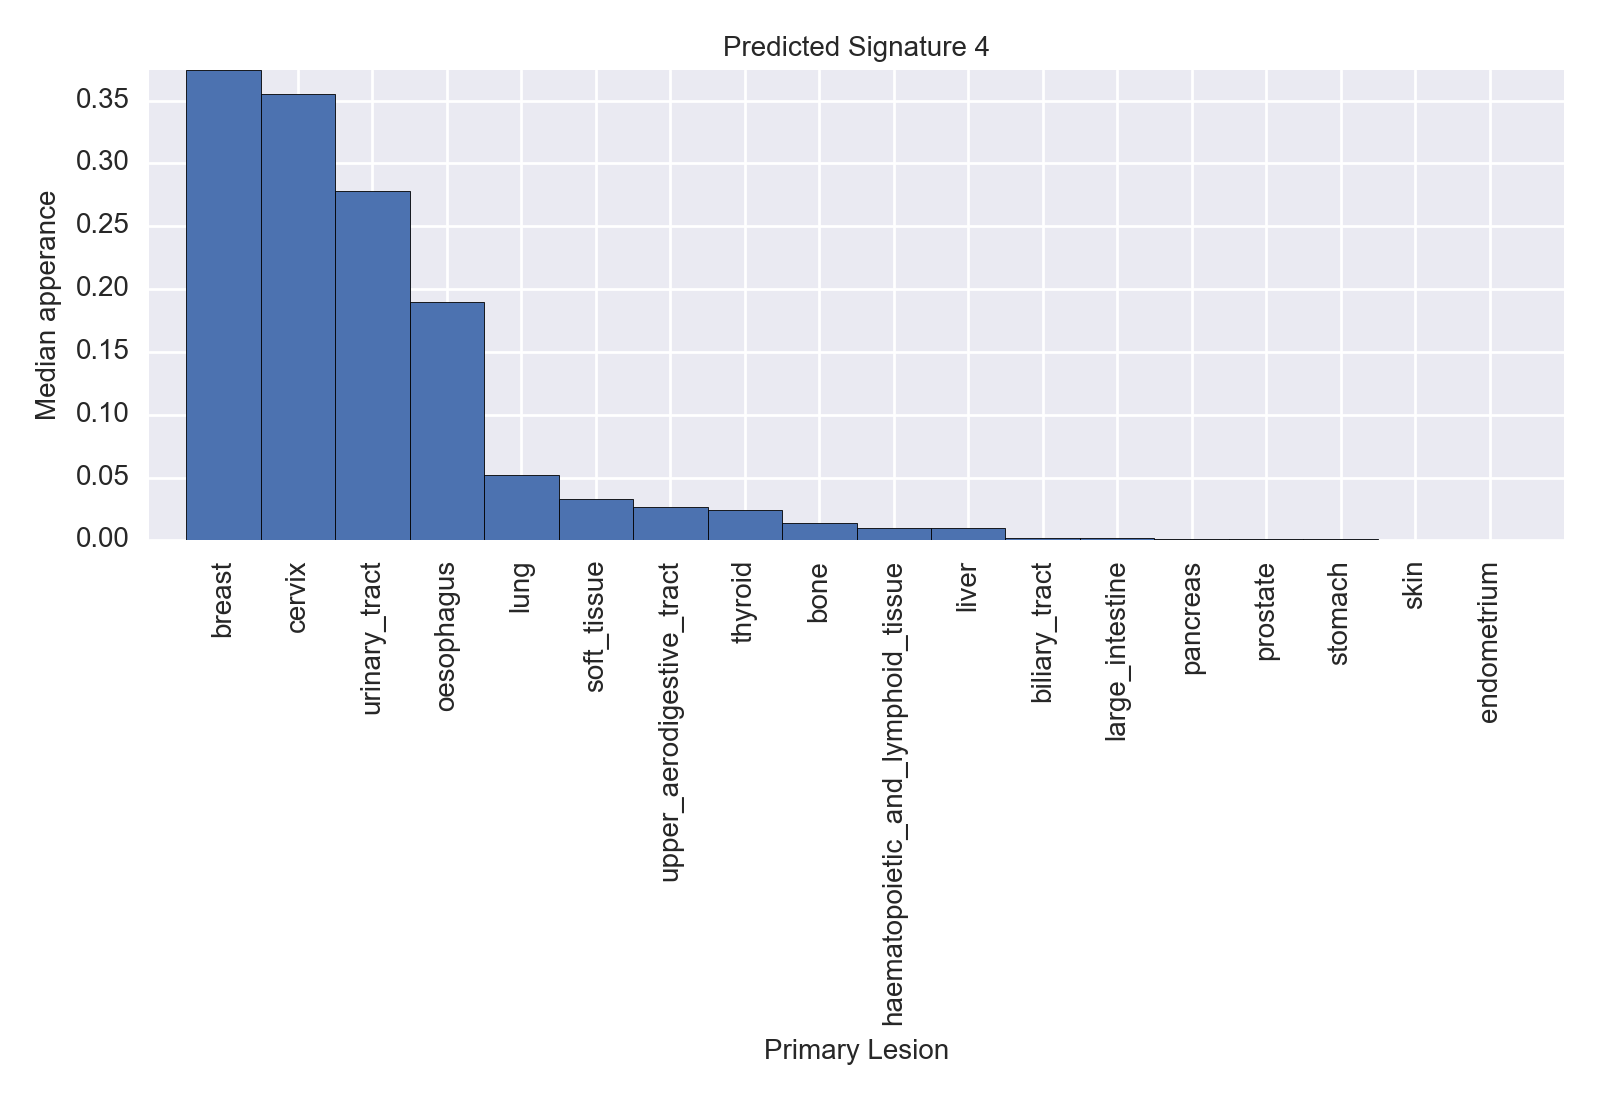 Predicted Signature 4
Median apperance
0.35
0.30
0.25
0.20
0.15
0.10
0.05
0.00
breast
cervix
urinary_tract
oesophagus
lung
soft_tissue
upper_aerodigestive_tract
thyroid
bone
haematopoietic_and_lymphoid_tissue
liver
biliary_tract
large_intestine
pancreas
prostate
stomach
skin
endometrium
Primary Lesion